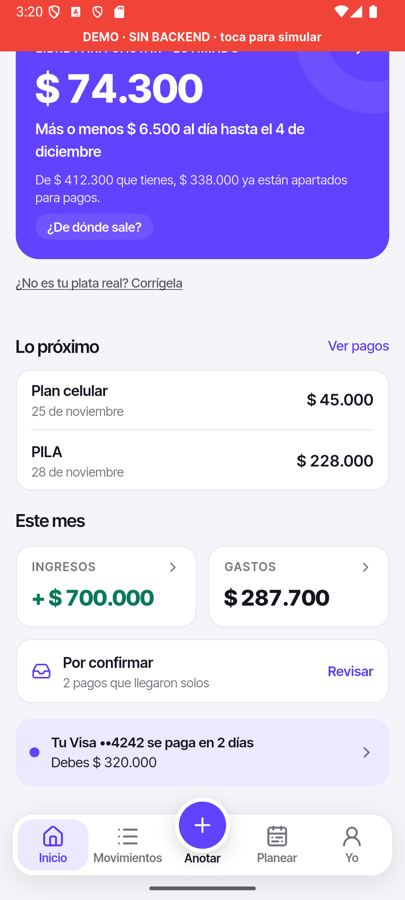 3:20
DEMO · SIN BACKEND · toca para simular
$ 74.300
Más o menos $ 6.500 al día hasta el 4 de
diciembre
De $ 412.300 que tienes, $ 338.000 ya están apartados
para pagos.
¿De dónde sale?
¿No es tu plata real? Corrígela
Lo próximo
Ver pagos
Plan celular
25 de noviembre
$ 45.000
PILA
28 de noviembre
$ 228.000
Este mes
INGRESOS
+ $ 700.000
GASTOS
$ 287.700
Por confirmar
2 pagos que llegaron solos
Revisar
Tu Visa ••4242 se paga en 2 días
Debes $ 320.000
Inicio
Movimientos
Anotar
Planear
Yo